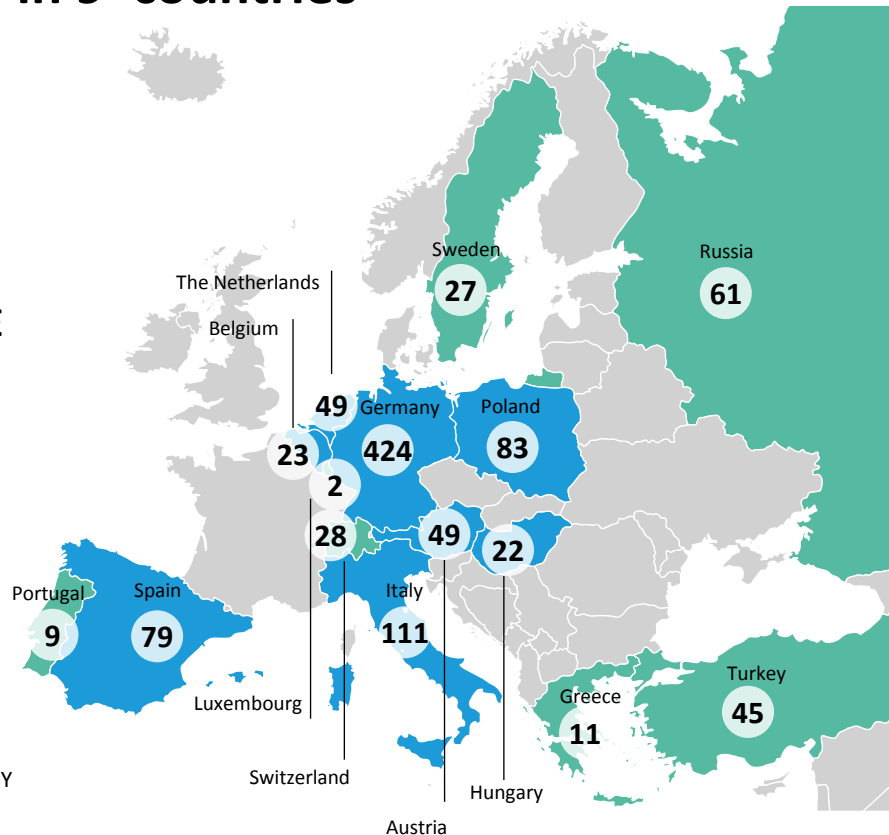 countries
Sweden
27
Russia
61
The Netherlands
Belgium
49
Germany
424
Poland
83
23
2
28
49
22
Portugal
9
Spain
79
Italy
111
Luxembourg
Greece
11
Turkey
45
Switzerland
Hungary
Austria
Y